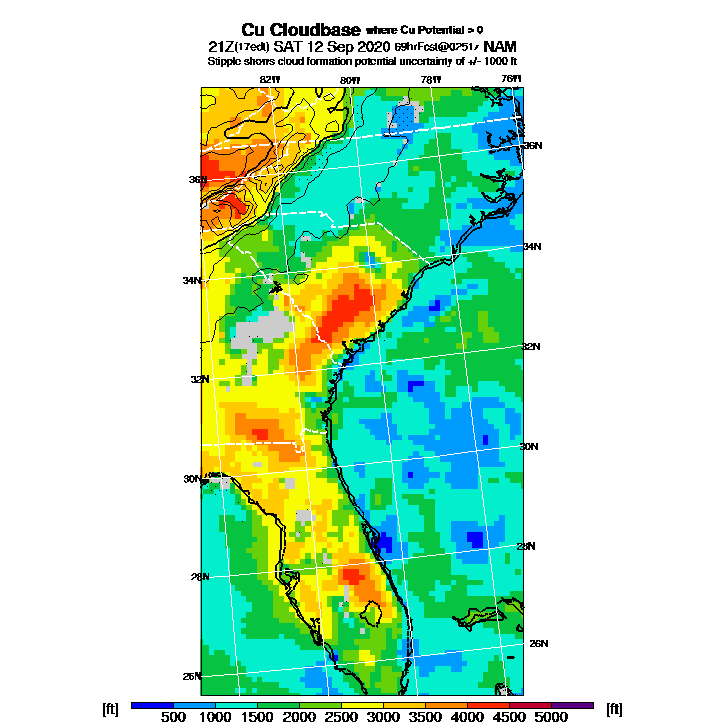 Cu Cloudbase where Cu Potential > 0
21Z(17edt) SAT 12 Sep 2020 69hrFcst@0251z NAM
Stipple shows cloud formation potential uncertainty of +/- 1000 ft
82W 80W 78W 76W
36N
36N
34N
34N
32N
32N
30N
30N
28N
28N
26N
26N
[ft] [ft]
500 1000 1500 2000 2500 3000 3500 4000 4500 5000